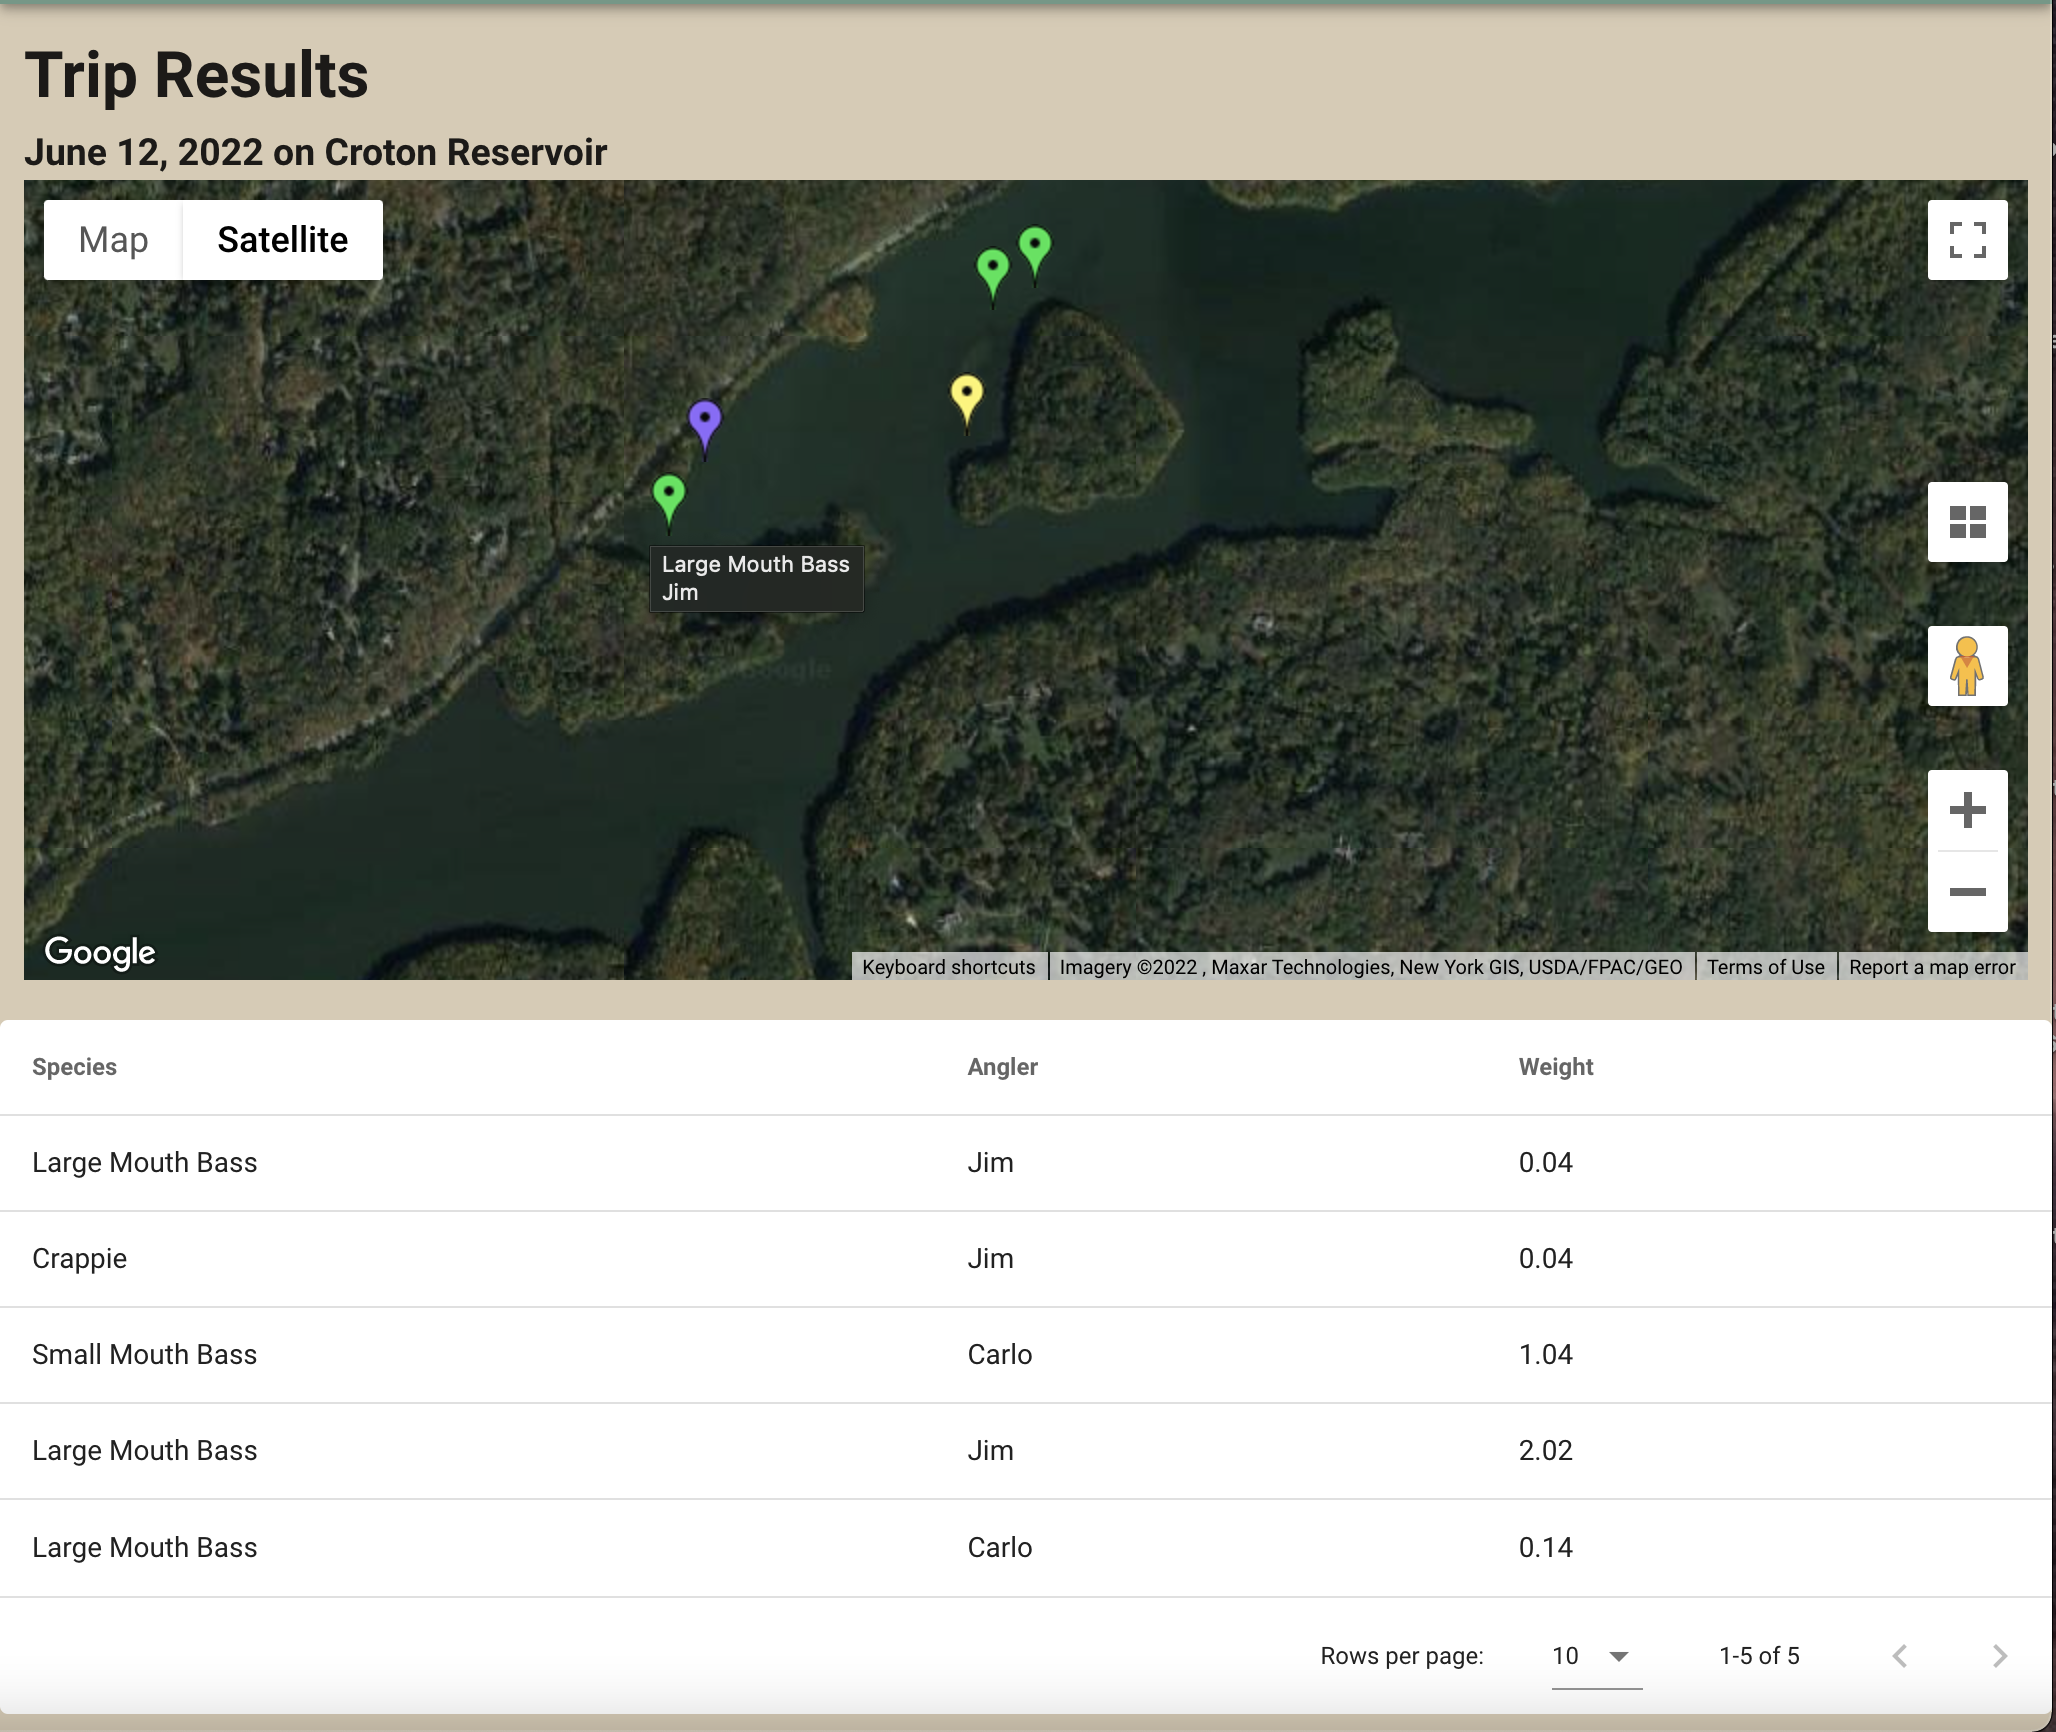 Trip Results
June 12, 2022 on Croton Reservoir
Map Satellite
Large Mouth Bass
Jim
Google
Google Keyboard shortcuts Imagery ©2022 , Maxar Technologies, New York GIS, USDA/FPAC/GEO Terms of Use Report a map error
Species Angler Weight
Large Mouth Bass Jim 0.04
Crappie Jim 0.04
Small Mouth Bass Carlo 1.04
Large Mouth Bass Jim 2.02
Large Mouth Bass Carlo 0.14
Rows per page: 10 1-5 of 5